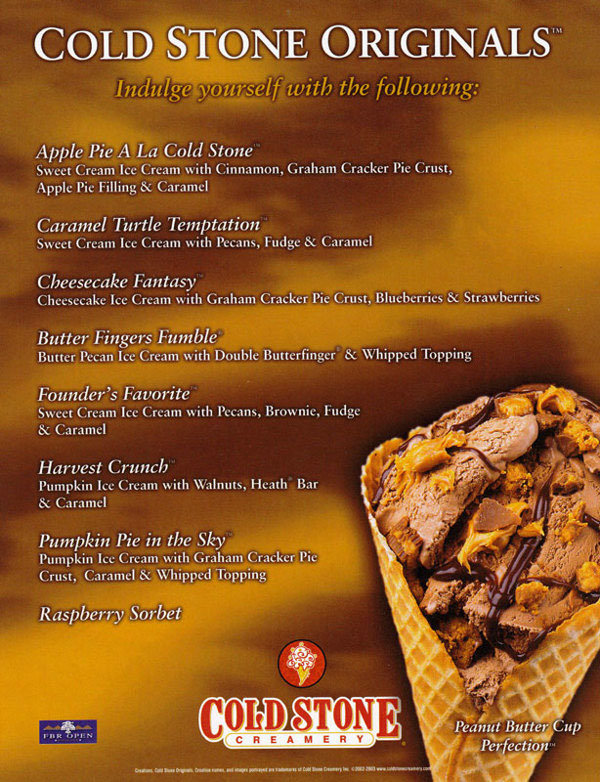 COLD STONE ORIGINALS™
Indulge yourself with the following:
Apple Pie A La Cold Stone™
Sweet Cream Ice Cream with Cinnamon, Graham Cracker Pie Crust,
Apple Pie Filling & Caramel
Caramel Turtle Temptation™
Sweet Cream Ice Cream with Pecans, Fudge & Caramel
Cheesecake Fantasy™
Cheesecake Ice Cream with Graham Cracker Pie Crust, Blueberries & Strawberries
Butter Fingers Fumble®
Butter Pecan Ice Cream with Double Butterfinger® & Whipped Topping
Founder's Favorite™
Sweet Cream Ice Cream with Pecans, Brownie, Fudge
& Caramel
Harvest Crunch™
Pumpkin Ice Cream with Walnuts, Heath® Bar
& Caramel
Pumpkin Pie in the Sky™
Pumpkin Ice Cream with Graham Cracker Pie
Crust, Caramel & Whipped Topping
Raspberry Sorbet
COLD STONE
CREAMERY
FBR OPEN
Peanut Butter Cup
Perfection™
Creations, Cold Stone Originals, Creation names, and images portrayed are trademarks of Cold Stone Creamery Inc. ©2002-2003 www.coldstonecreamery.com